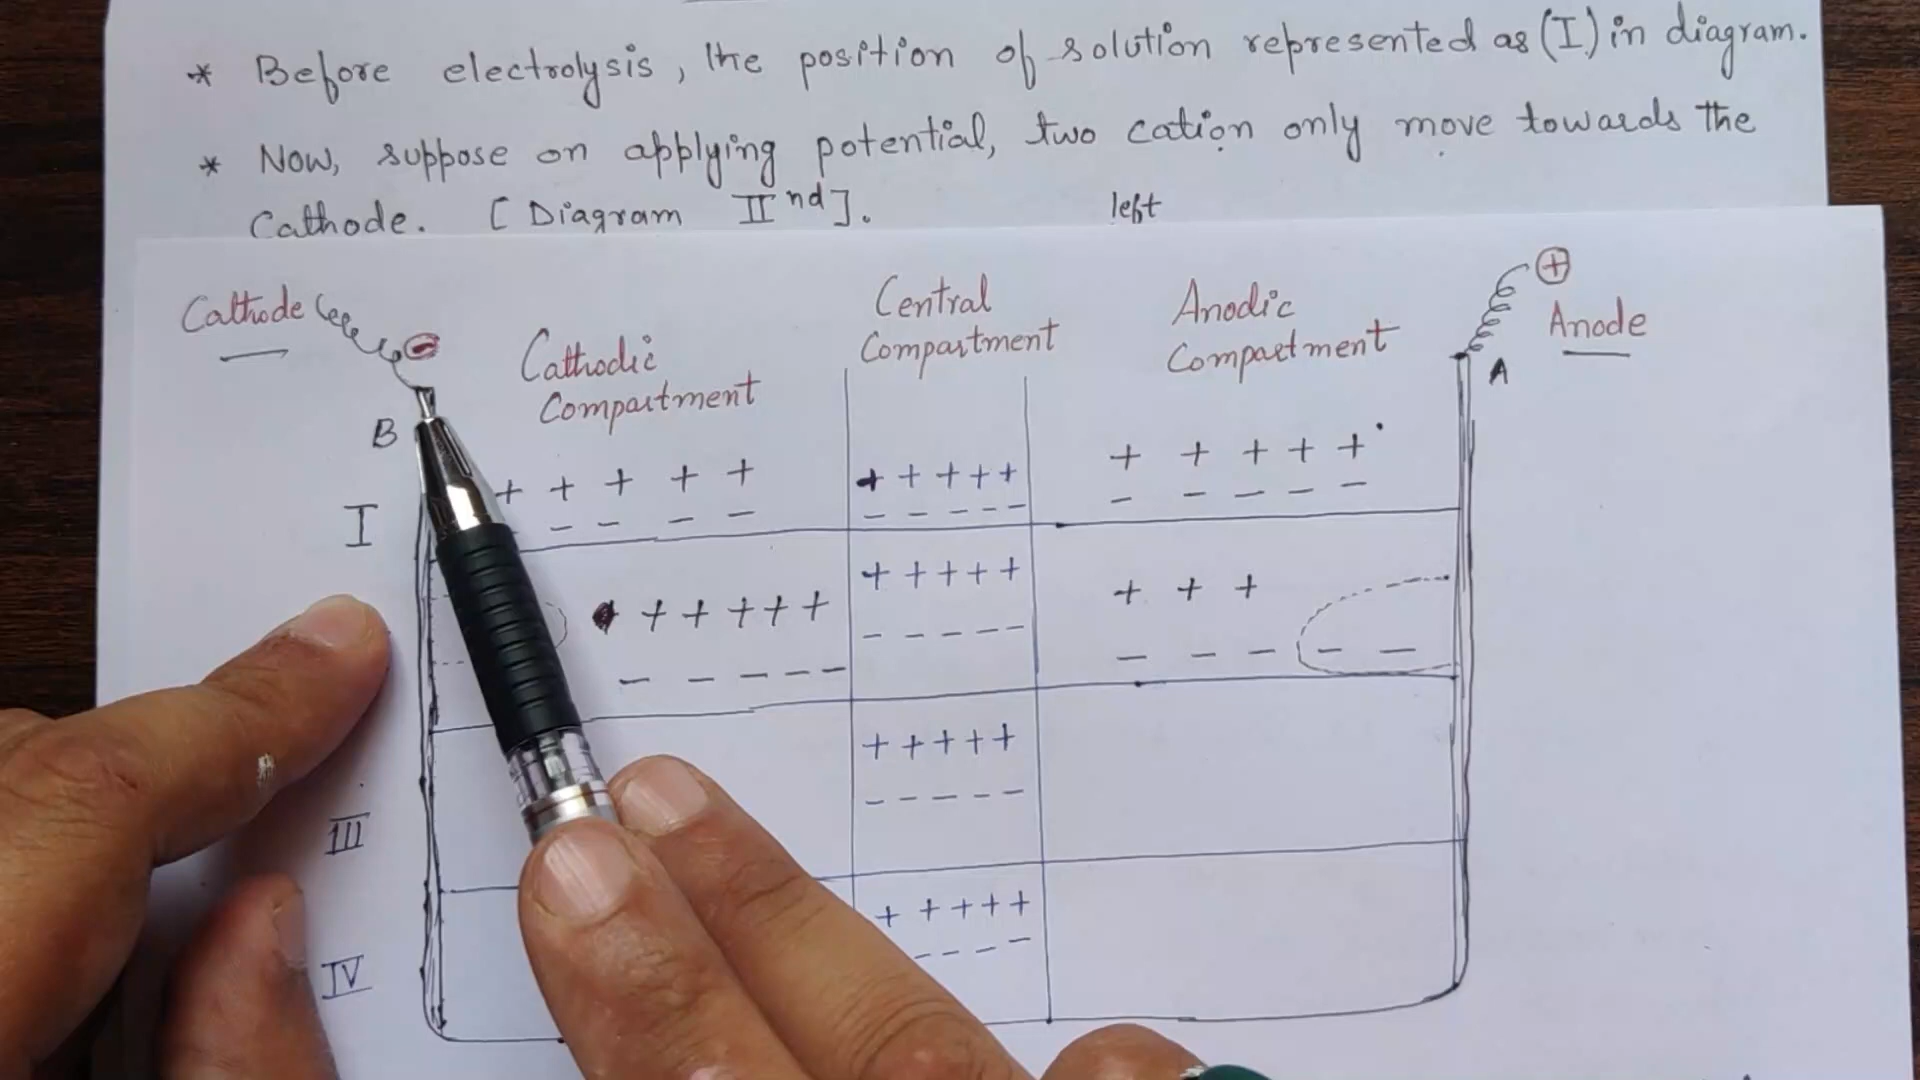 * Before electrolysis, the position of solution represented as (I) in diagram.
* Now, suppose on applying potential, two cation only move towards the
Cathode. [Diagram IInd]. left
Cathode
-
Cathodic
Compartment
Central
Compartment
Anodic
Compartment
+
Anode
A
B
I
+ + + + +
+ + + + +
+ + + + +
- - - -
- - - - -
- - - - -
+ + + + +
+ + + + +
+ + +
- - - - -
- - - - -
- - - - -
III
+ + + + +
- - - - -
IV
+ + + + +
- - - -